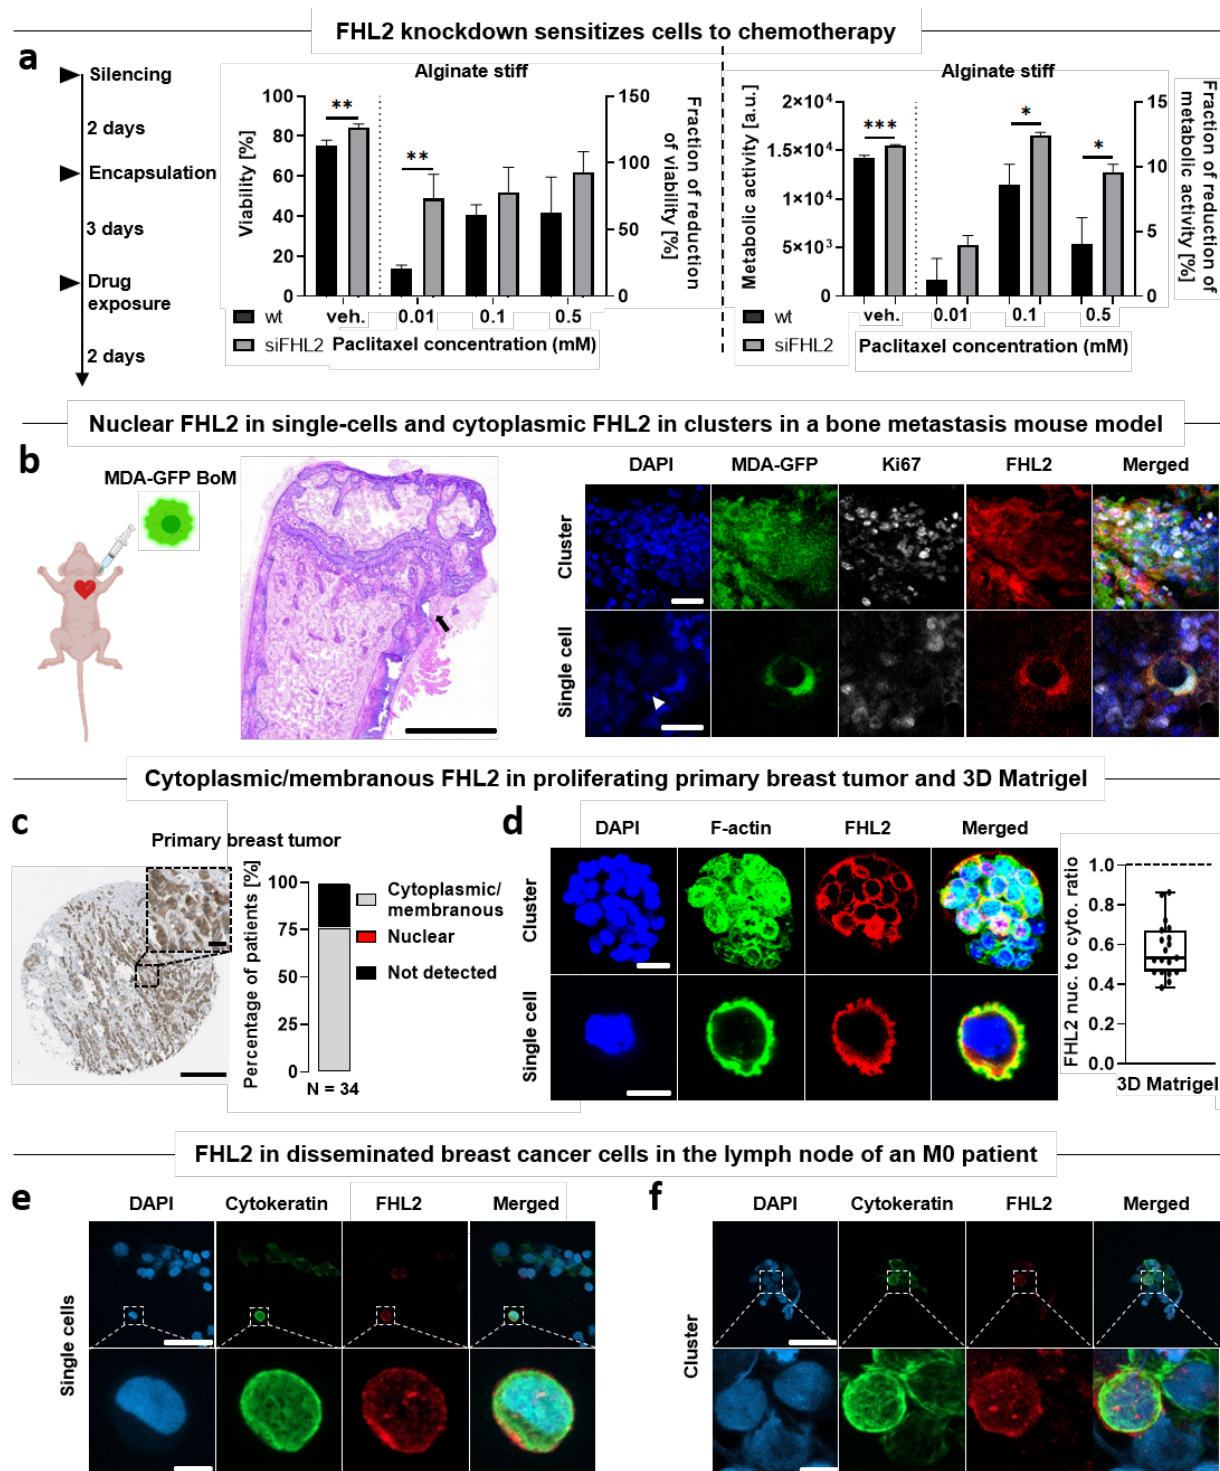 FHL2 knockdown sensitizes cells to chemotherapy
a
Silencing
2 days
Encapsulation
3 days
Drug
exposure
2 days
Alginate stiff
Viability [%]
100
80
60
40
20
0
**
**
150
100
50
0
Fraction of reduction
of viability [%]
veh.
0.01
0.1
0.5
wt
siFHL2
Paclitaxel concentration (mM)
Alginate stiff
Metabolic activity [a.u.]
2×10⁴
1.5×10⁴
1×10⁴
5×10³
0
***
*
*
15
10
5
0
Fraction of reduction of
metabolic activity [%]
veh.
0.01
0.1
0.5
wt
siFHL2
Paclitaxel concentration (mM)
Nuclear FHL2 in single-cells and cytoplasmic FHL2 in clusters in a bone metastasis mouse model
b
MDA-GFP BoM
DAPI
MDA-GFP
Ki67
FHL2
Merged
Cluster
Single cell
Cytoplasmic/membranous FHL2 in proliferating primary breast tumor and 3D Matrigel
c
Primary breast tumor
Percentage of patients [%]
100
75
50
25
0
N = 34
Cytoplasmic/
membranous
Nuclear
Not detected
d
DAPI
F-actin
FHL2
Merged
Cluster
Single cell
FHL2 nuc. to cyto. ratio
1.0
0.8
0.6
0.4
0.2
0.0
3D Matrigel
FHL2 in disseminated breast cancer cells in the lymph node of an M0 patient
e
DAPI
Cytokeratin
FHL2
Merged
Single cells
f
DAPI
Cytokeratin
FHL2
Merged
Cluster